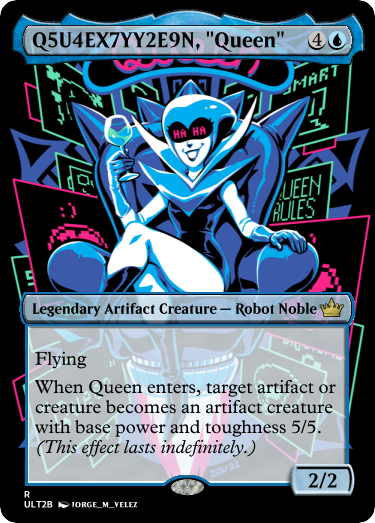 Q5U4EX7YY2E9N, "Queen" 4
SMART
HA HA
QUEEN
RULES
Legendary Artifact Creature — Robot Noble
Flying
When Queen enters, target artifact or
creature becomes an artifact creature
with base power and toughness 5/5.
(This effect lasts indefinitely.)
2/2
R
ULT2B JORGE_M_VELEZ